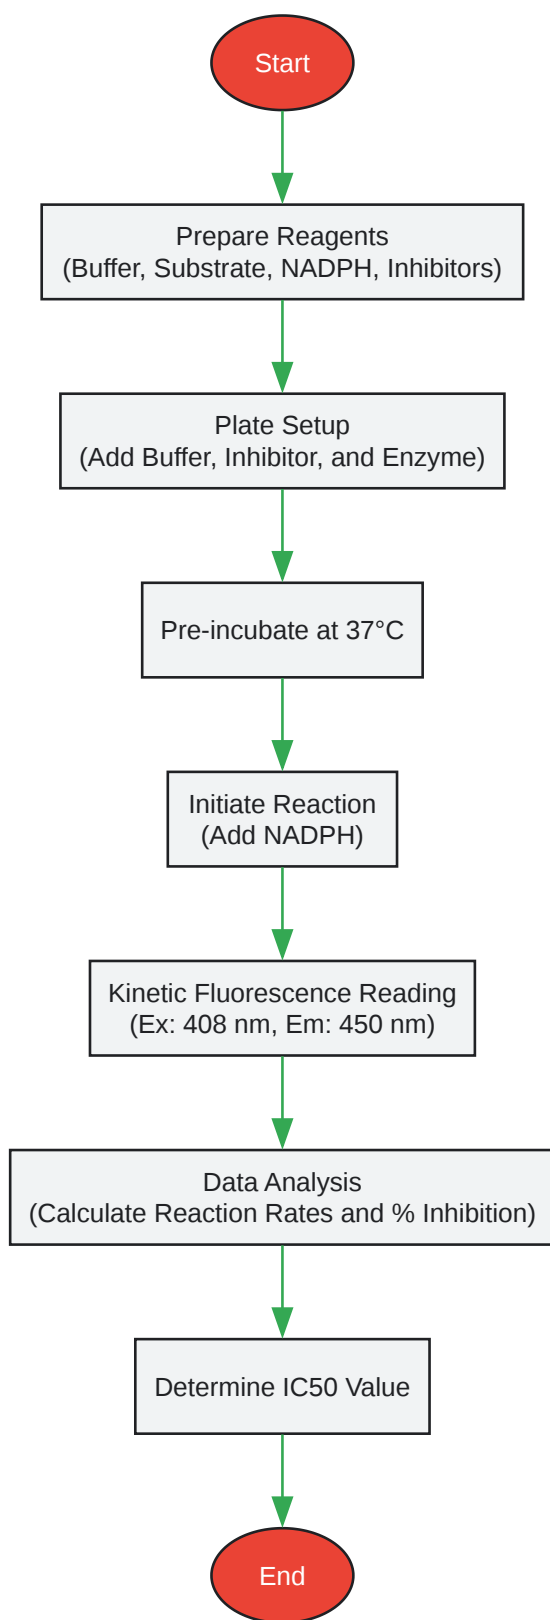 Start
Prepare Reagents
(Buffer, Substrate, NADPH, Inhibitors)
Plate Setup
(Add Buffer, Inhibitor, and Enzyme)
Pre-incubate at 37°C
Initiate Reaction
(Add NADPH)
Kinetic Fluorescence Reading
(Ex: 408 nm, Em: 450 nm)
Data Analysis
(Calculate Reaction Rates and % Inhibition)
Determine IC50 Value
End